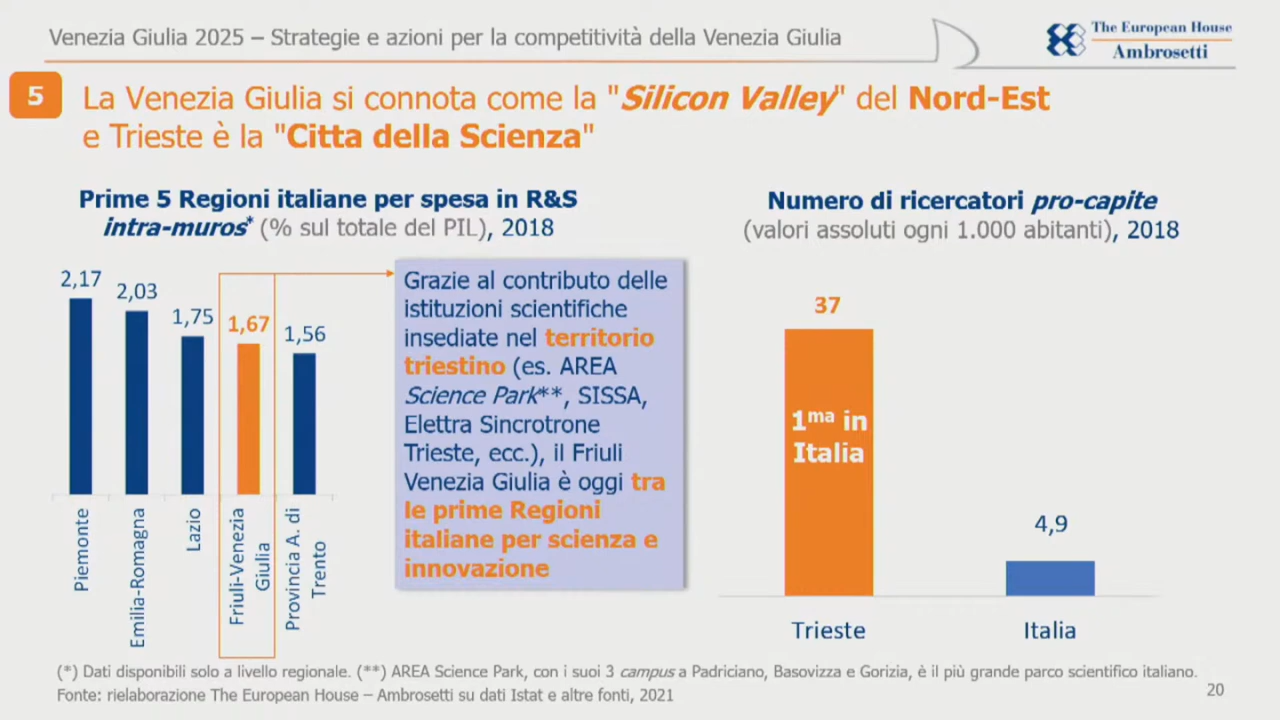 Venezia Giulia 2025 – Strategie e azioni per la competitività della Venezia Giulia
The European House
Ambrosetti
5
La Venezia Giulia si connota come la "Silicon Valley" del Nord-Est
e Trieste è la "Citta della Scienza"
Prime 5 Regioni italiane per spesa in R&S
intra-muros* (% sul totale del PIL), 2018
2,17
2,03
1,75
1,67
1,56
Piemonte
Emilia-Romagna
Lazio
Friuli-Venezia
Giulia
Provincia A. di
Trento
Grazie al contributo delle
istituzioni scientifiche
insediate nel territorio
triestino (es. AREA
Science Park**, SISSA,
Elettra Sincrotrone
Trieste, ecc.), il Friuli
Venezia Giulia è oggi tra
le prime Regioni
italiane per scienza e
innovazione
Numero di ricercatori pro-capite
(valori assoluti ogni 1.000 abitanti), 2018
37
1ma in
Italia
4,9
Trieste
Italia
(*) Dati disponibili solo a livello regionale. (**) AREA Science Park, con i suoi 3 campus a Padriciano, Basovizza e Gorizia, è il più grande parco scientifico italiano.
Fonte: rielaborazione The European House – Ambrosetti su dati Istat e altre fonti, 2021
20